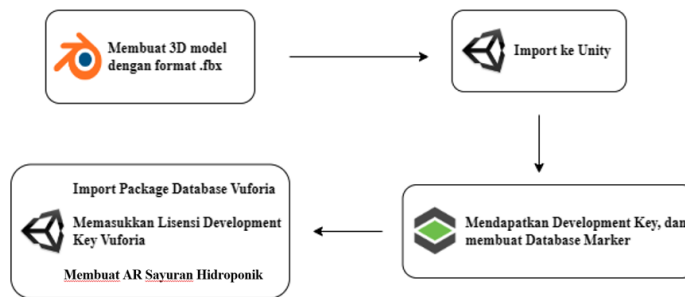 Membuat 3D model
dengan format .fbx
Import ke Unity
Mendapatkan Development Key, dan
membuat Database Marker
Import Package Database Vuforia
Memasukkan Lisensi Development
Key Vuforia
Membuat AR Sayuran Hidroponik